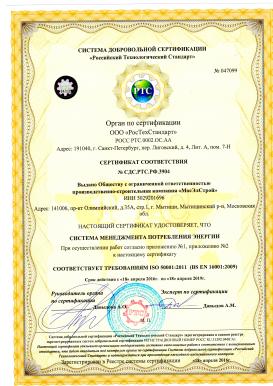 СИСТЕМА ДОБРОВОЛЬНОЙ СЕРТИФИКАЦИИ
«Российский Технологический Стандарт»
№ 047099
РТС
Орган по сертификации
ООО «РосТехСтандарт»
РОСС РТС.0002.ОС.АА
Адрес: 191040, г. Санкт-Петербург, пер. Лиговский, д. 4, Лит. А, пом. 7-Н
СЕРТИФИКАТ СООТВЕТСТВИЯ
№ СДС.РТС.РФ.3904
Выдано Обществу с ограниченной ответственностью
производственно-строительная компания «МосЭлСтрой»
ИНН 5029201696
Адрес: 141006, пр-кт Олимпийский, д.35А, стр.1, г. Мытищи, Мытищинский р-н, Московская
обл.
НАСТОЯЩИЙ СЕРТИФИКАТ УДОСТОВЕРЯЕТ, ЧТО
СИСТЕМА МЕНЕДЖМЕНТА ПОТРЕБЛЕНИЯ ЭНЕРГИИ
При осуществлении работ согласно приложению №1, приложению №2
к настоящему сертификату
СООТВЕТСТВУЕТ ТРЕБОВАНИЯМ ISO 50001:2011 (BS EN 16001:2009)
Срок действия с «18» апреля 2016г. по «18» апреля 2019г.
Руководитель органа
по сертификации
Эксперт по сертификации
Давыдова А.О.
Давыдов А.М.